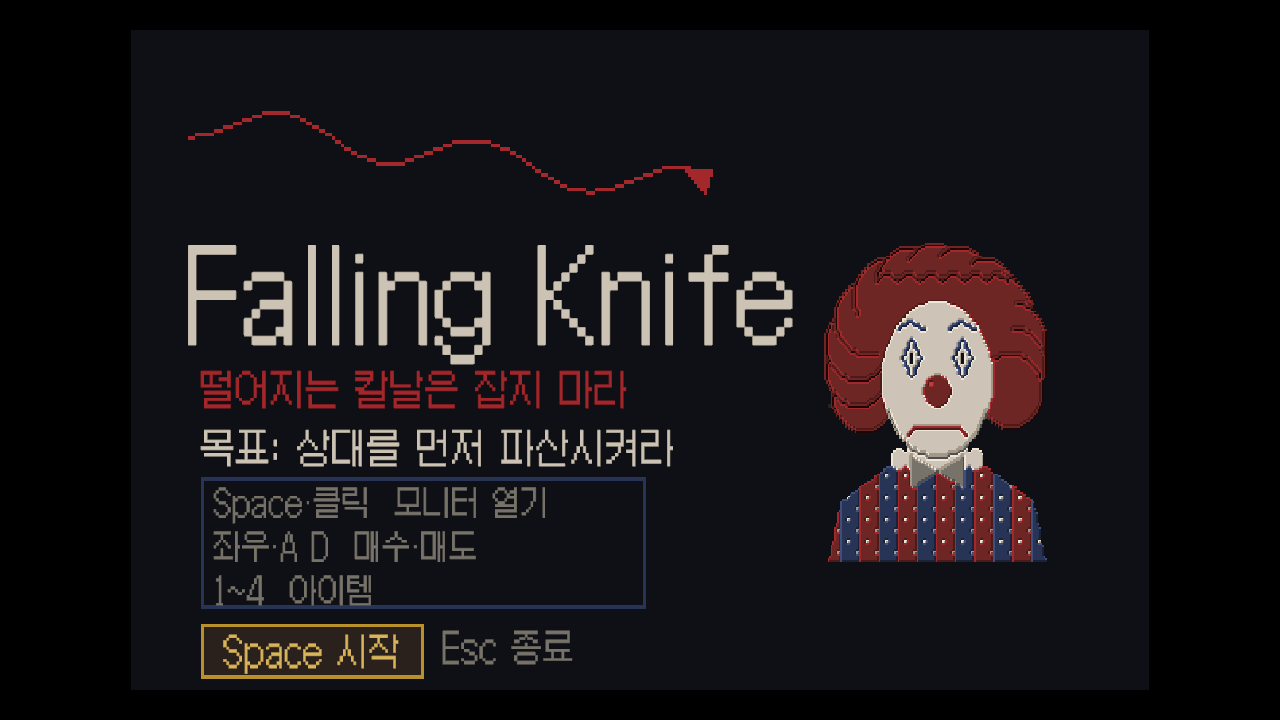 Falling Knife
떨어지는 칼날은 잡지 마라
목표: 상대를 먼저 파산시켜라
Space·클릭 모니터 열기
좌우·A D 매수·매도
1~4 아이템
Space 시작 Esc 종료